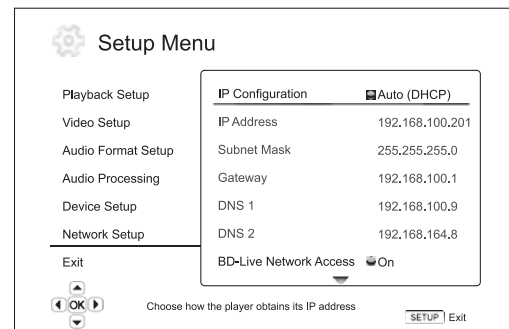 Setup Menu
Playback Setup
Video Setup
Audio Format Setup
Audio Processing
Device Setup
Network Setup
Exit
IP Configuration Auto (DHCP)
IP Address 192.168.100.201
Subnet Mask 255.255.255.0
Gateway 192.168.100.1
DNS 1 192.168.100.9
DNS 2 192.168.164.8
BD-Live Network Access On
OK
Choose how the player obtains its IP address
SETUP Exit